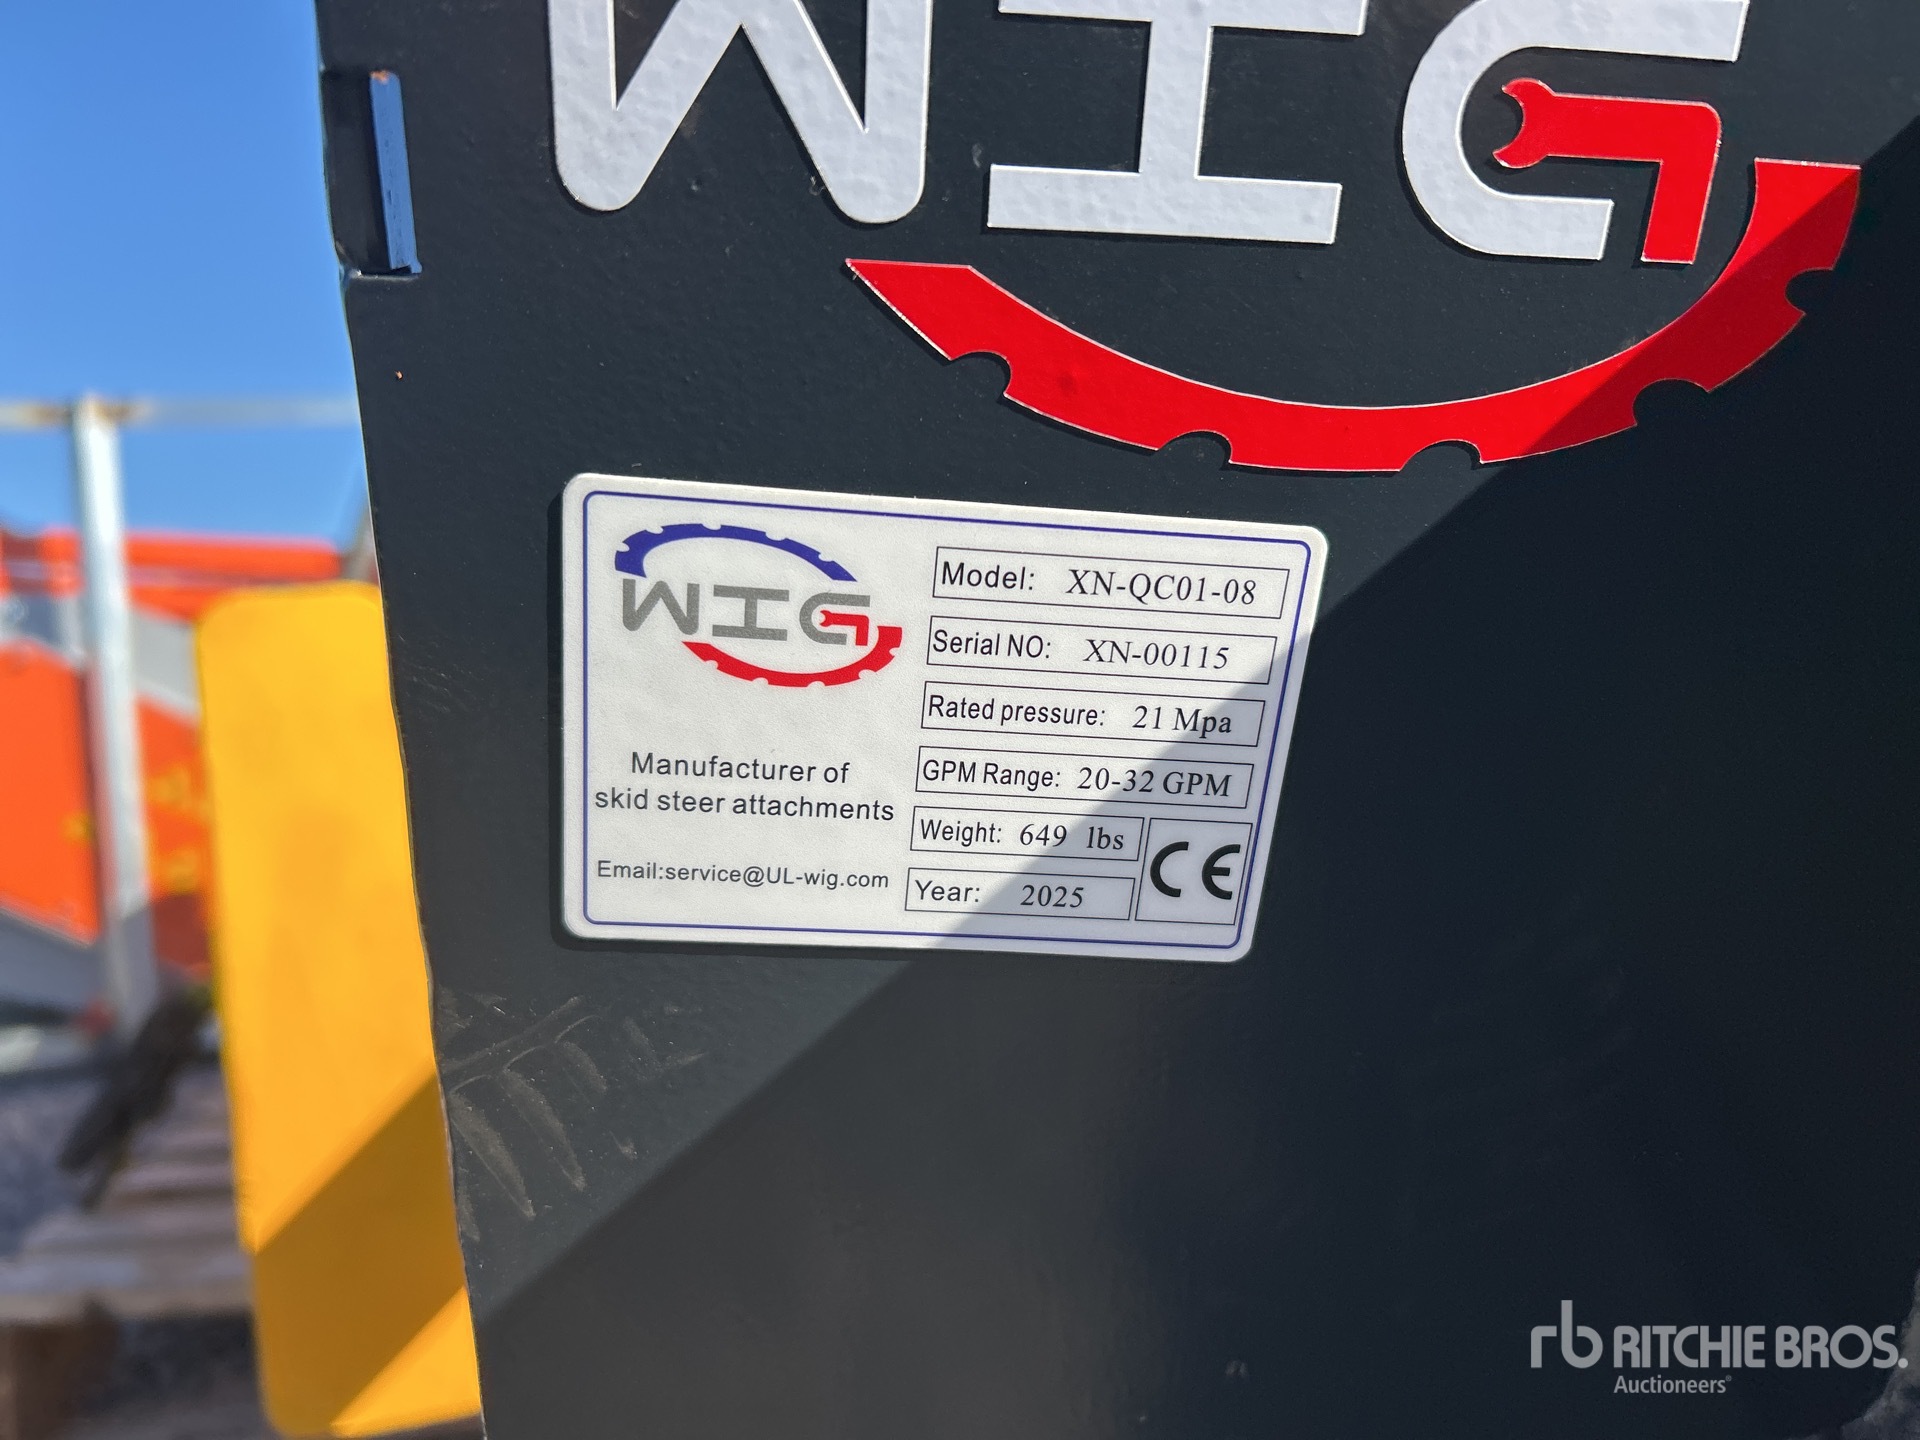 WIG
WIG
Manufacturer of
skid steer attachments
Email:service@UL-wig.com
Model: XN-QC01-08
Serial NO: XN-00115
Rated pressure: 21 Mpa
GPM Range: 20-32 GPM
Weight: 649 lbs
Year: 2025
CE
rb RITCHIE BROS.
Auctioneers®